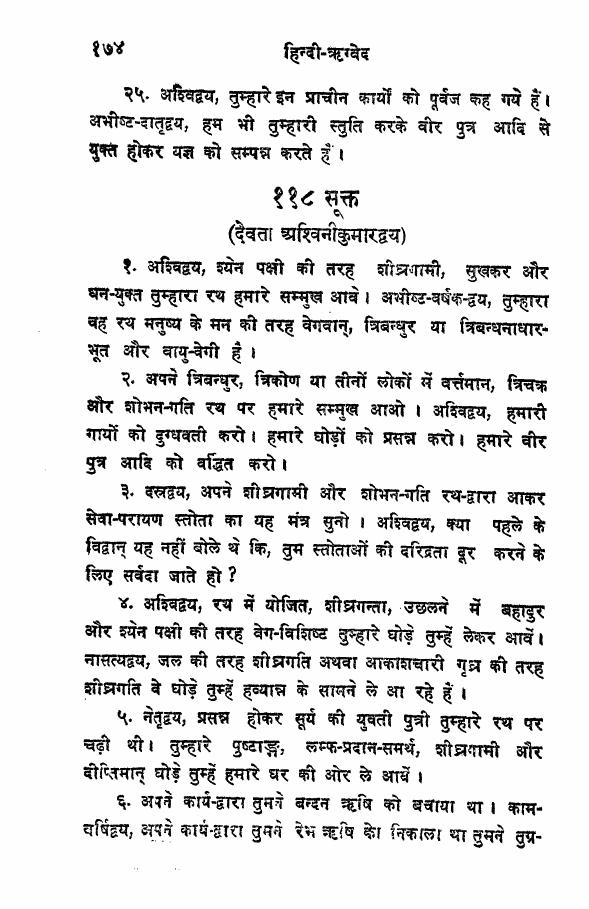 १७४ हिन्दी-ऋग्वेद
२५. अश्विद्वय, तुम्हारे इन प्राचीन कार्यों को पूर्वज कह गये हैं।
अभीष्ट-दातृद्वय, हम भी तुम्हारी स्तुति करके वीर पुत्र आदि से
युक्त होकर यज्ञ को सम्पन्न करते हैं।
११८ सूक्त
(देवता अश्विनीकुमारद्वय)
१. अश्विद्वय, श्येन पक्षी की तरह शीघ्रगामी, सुखकर और
धन-युक्त तुम्हारा रथ हमारे सम्मुख आवे। अभीष्ट-वर्षक-द्वय, तुम्हारा
वह रथ मनुष्य के मन की तरह वेगवान्, त्रिबन्धुर या त्रिबन्धनाधार-
भूत और वायु-वेगी है।
२. अपने त्रिबन्धुर, त्रिकोण या तीनों लोकों में वर्त्तमान, त्रिचक्र
और शोभन-गति रथ पर हमारे सम्मुख आओ। अश्विद्वय, हमारी
गायों को दुग्धवती करो। हमारे घोड़ों को प्रसन्न करो। हमारे वीर
पुत्र आदि को वर्द्धित करो।
३. दस्रद्वय, अपने शीघ्रगामी और शोभन-गति रथ-द्वारा आकर
सेवा-परायण स्तोता का यह मंत्र सुनो। अश्विद्वय, क्या पहले के
विद्वान् यह नहीं बोले थे कि, तुम स्तोताओं की दरिद्रता दूर करने के
लिए सर्वदा जाते हो?
४. अश्विद्वय, रथ में योजित, शीघ्रगन्ता, उछलने में बहादुर
और श्येन पक्षी की तरह वेग-विशिष्ट तुम्हारे घोड़े तुम्हें लेकर आवें।
नासत्यद्वय, जल की तरह शीघ्रगति अथवा आकाशचारी गृध्र की तरह
शीघ्रगति वे घोड़े तुम्हें हव्यान्न के सामने ले आ रहे हैं।
५. नेतृद्वय, प्रसन्न होकर सूर्य की युवती पुत्री तुम्हारे रथ पर
चढ़ी थी। तुम्हारे पुष्टाङ्ग, लम्फ-प्रदान-समर्थ, शीघ्रगामी और
दीप्तिमान् घोड़े तुम्हें हमारे घर की ओर ले आवें।
६. अपने कार्य-द्वारा तुमने बन्दन ऋषि को बचाया था। काम-
वर्षिद्वय, अपने कार्य-द्वारा तुमने रेभ ऋषि को निकाला था तुमने तुग्र-